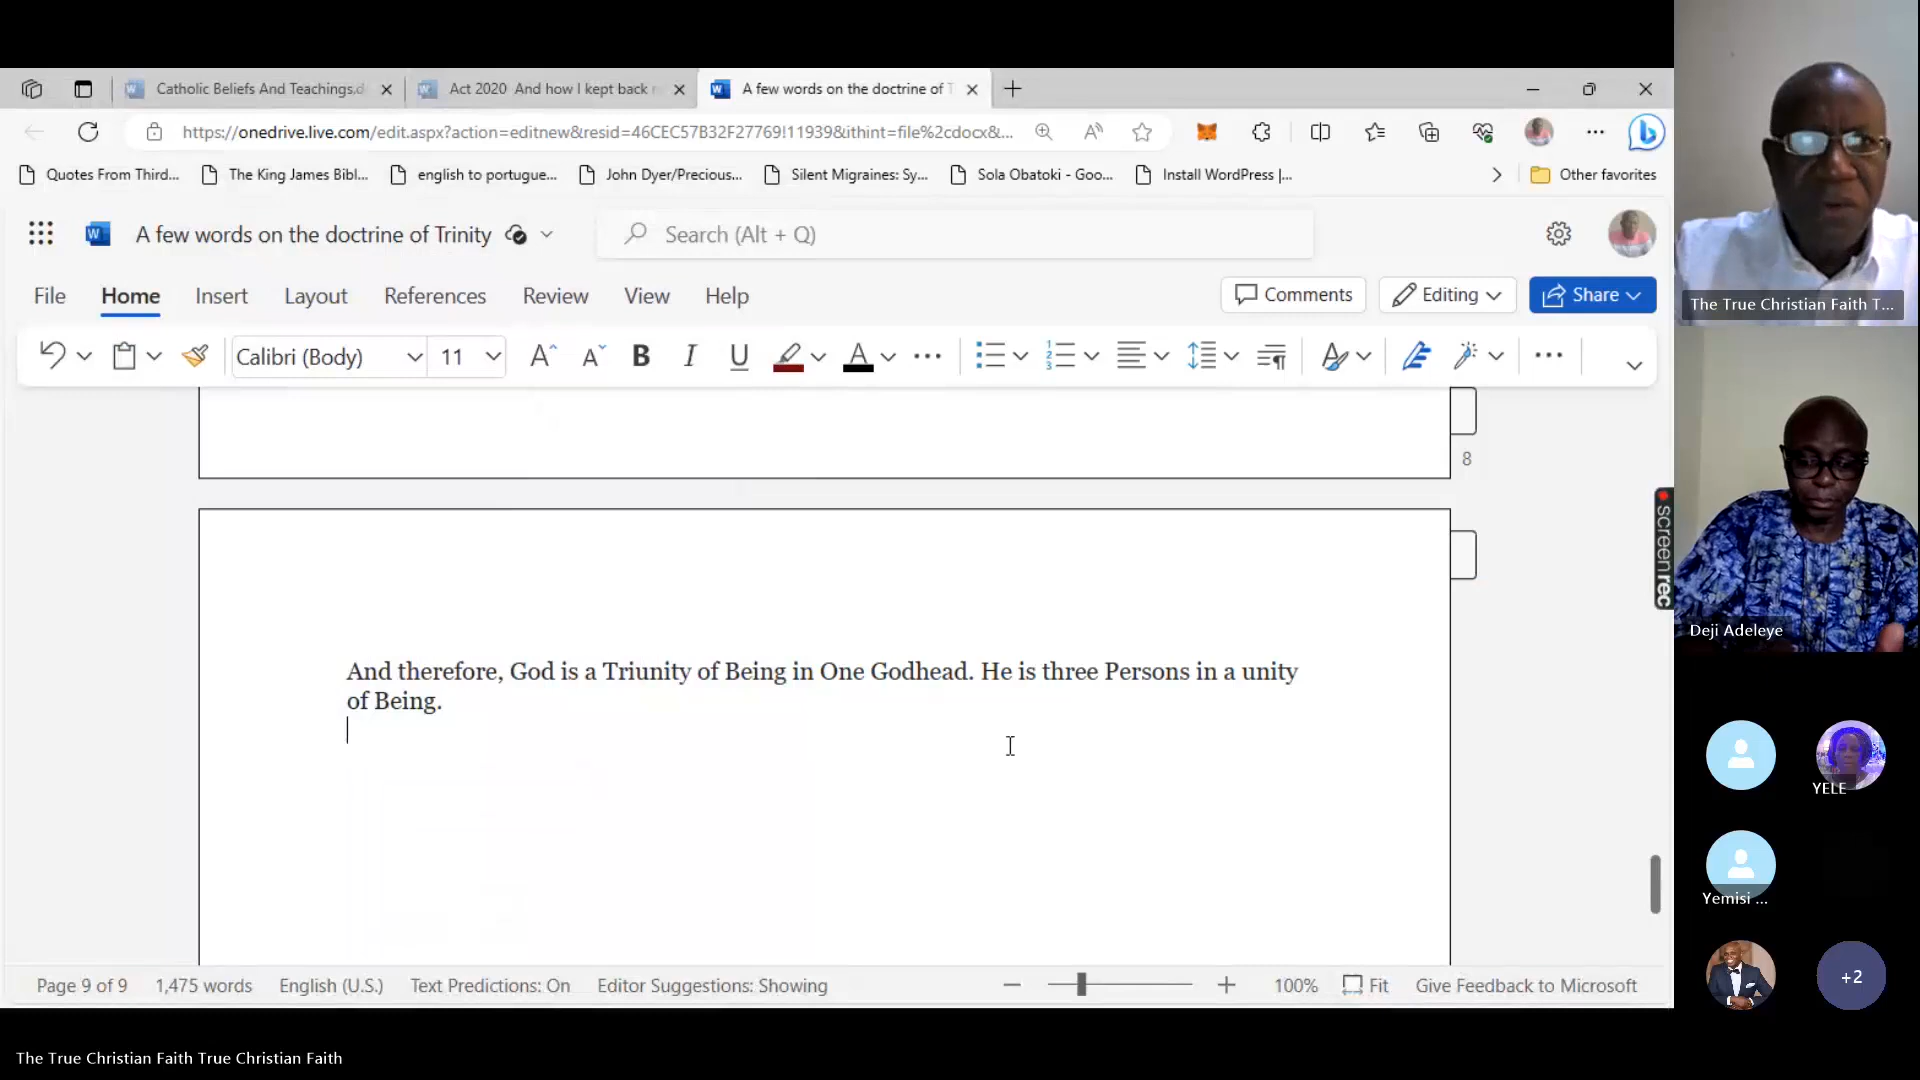 Catholic Beliefs And Teachings.d
Act 2020 And how I kept back
A few words on the doctrine of T
https://onedrive.live.com/edit.aspx?action=editnew&resid=46CEC57B32F27769!11939&ithint=file%2cdocx&...
Quotes From Third...
The King James Bibl...
english to portugue...
John Dyer/Precious...
Silent Migraines: Sy...
Sola Obatoki - Goo...
Install WordPress |...
Other favorites
A few words on the doctrine of Trinity
Search (Alt + Q)
File Home Insert Layout References Review View Help
Comments Editing Share
Calibri (Body) 11
8
And therefore, God is a Triunity of Being in One Godhead. He is three Persons in a unity
of Being.
Page 9 of 9 1,475 words English (U.S.) Text Predictions: On Editor Suggestions: Showing 100% Fit Give Feedback to Microsoft
screenrec
The True Christian Faith T...
Deji Adeleye
YELE
Yemisi ...
+2
The True Christian Faith True Christian Faith